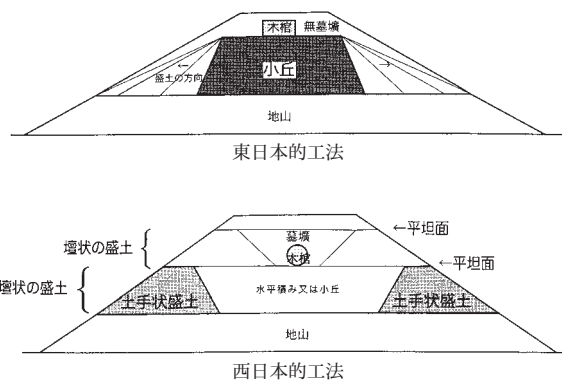 木棺 無墓壙
小丘
←
盛土の方向
→
地山
東日本的工法
←平坦面
墓壙
壇状の盛土
木棺
←平坦面
壇状の盛土
土手状盛土 水平積み又は小丘 土手状盛土
地山
西日本的工法